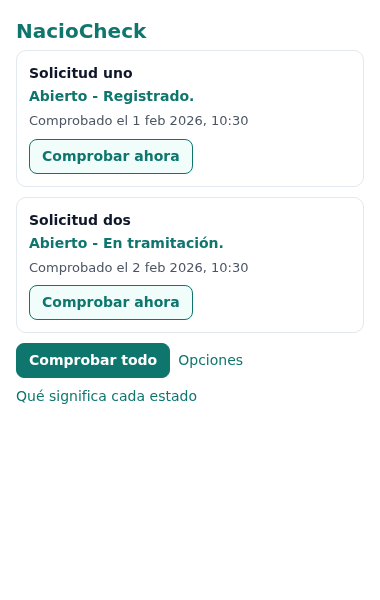 NacioCheck
Solicitud uno
Abierto - Registrado.
Comprobado el 1 feb 2026, 10:30
Comprobar ahora
Solicitud dos
Abierto - En tramitación.
Comprobado el 2 feb 2026, 10:30
Comprobar ahora
Comprobar todo Opciones
Qué significa cada estado